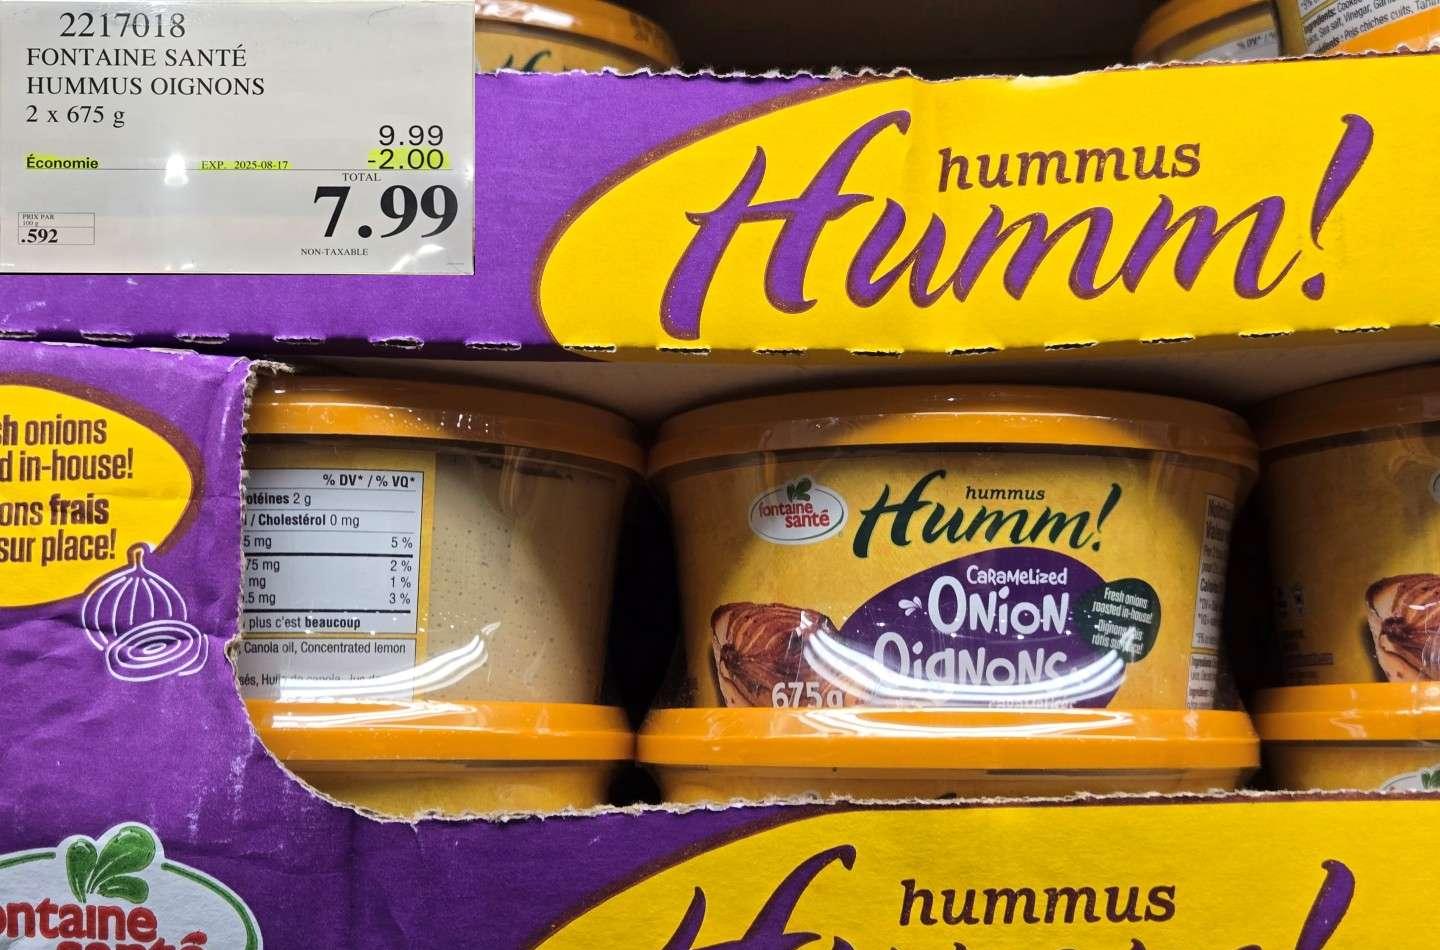 2217018
FONTAINE SANTÉ
HUMMUS OIGNONS
2 x 675 g
9.99
Économie EXP. 2025-08-17 -2.00
TOTAL
7.99
PRIX PAR
100 g
.592
NON-TAXABLE
hummus
Humm!
onions
in-house!
frais
sur place!
% DV* / % VQ*
2 g
/ Cholestérol 0 mg
5 mg 5 %
75 mg 2 %
mg 1 %
.5 mg 3 %
plus c'est beaucoup
Canola oil, Concentrated lemon
fontaine
santé
hummus
Humm!
CaRaMeLized
ONiON
OiGNONS
Fresh onions
roasted in-house!
675g
santé
hummus